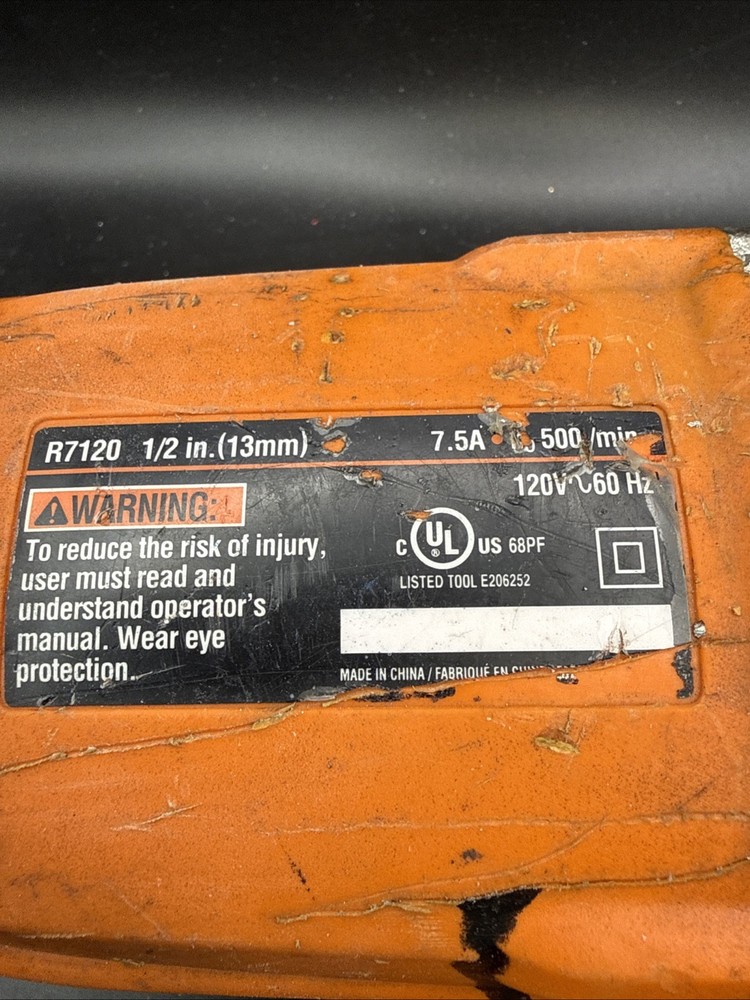 R7120 1/2 in.(13mm) 7.5A 500 /min
120V 60 Hz
WARNING:
To reduce the risk of injury,
user must read and
understand operator's
manual. Wear eye
protection.
C UL ® US 68PF
LISTED TOOL E206252
MADE IN CHINA / FABRIQUÉ EN